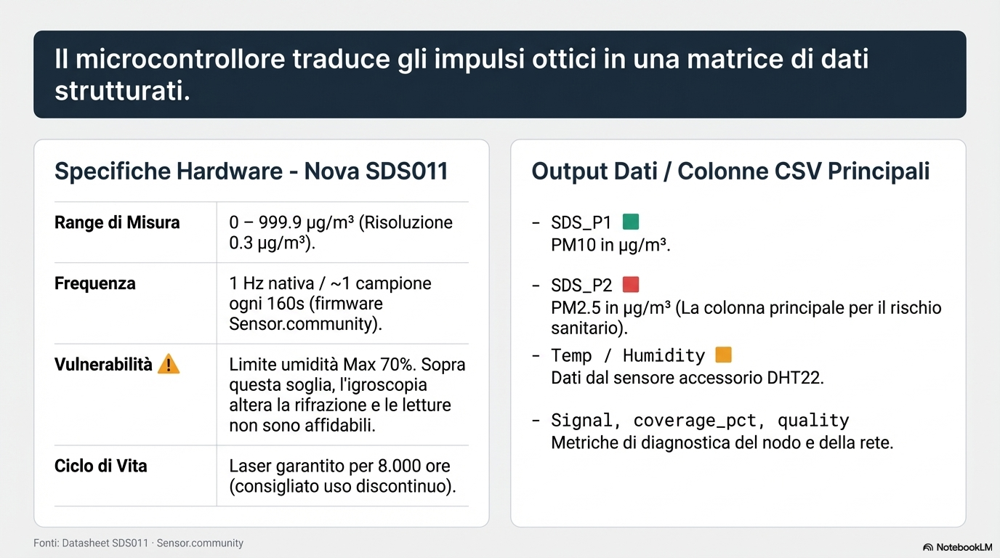 Il microcontrollore traduce gli impulsi ottici in una matrice di dati
strutturati.
Specifiche Hardware - Nova SDS011
Range di Misura
0 – 999.9 µg/m³ (Risoluzione
0.3 µg/m³).
Frequenza
1 Hz nativa / ~1 campione
ogni 160s (firmware
Sensor.community).
Vulnerabilità
Limite umidità Max 70%. Sopra
questa soglia, l'igroscopia
altera la rifrazione e le letture
non sono affidabili.
Ciclo di Vita
Laser garantito per 8.000 ore
(consigliato uso discontinuo).
Output Dati / Colonne CSV Principali
– SDS_P1
PM10 in µg/m³.
– SDS_P2
PM2.5 in µg/m³ (La colonna principale per il rischio
sanitario).
– Temp / Humidity
Dati dal sensore accessorio DHT22.
– Signal, coverage_pct, quality
Metriche di diagnostica del nodo e della rete.
Fonti: Datasheet SDS011 · Sensor.community
NotebookLM